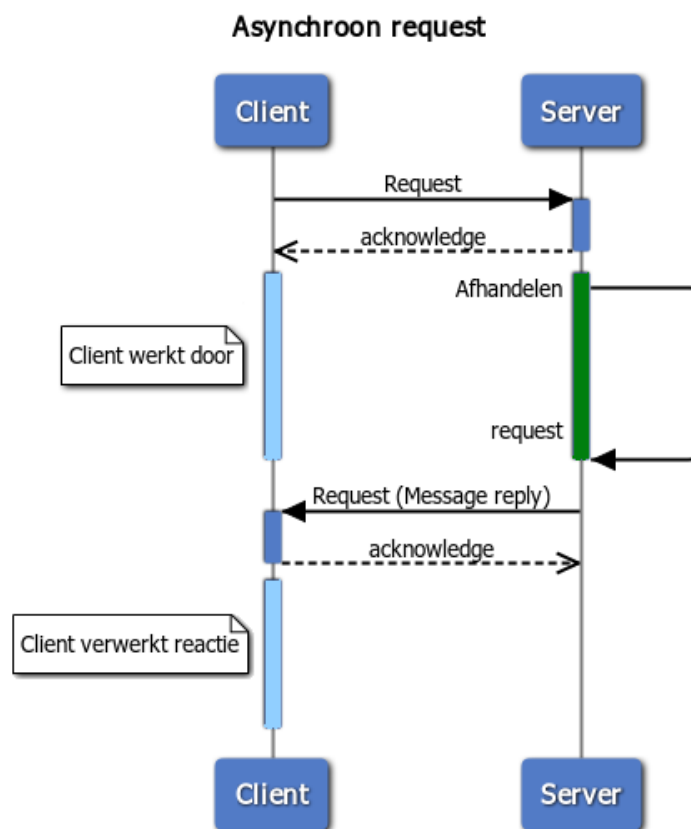 Asynchroon request
Client
Server
Request
acknowledge
Afhandelen
Client werkt door
request
Request (Message reply)
acknowledge
Client verwerkt reactie
Client
Server